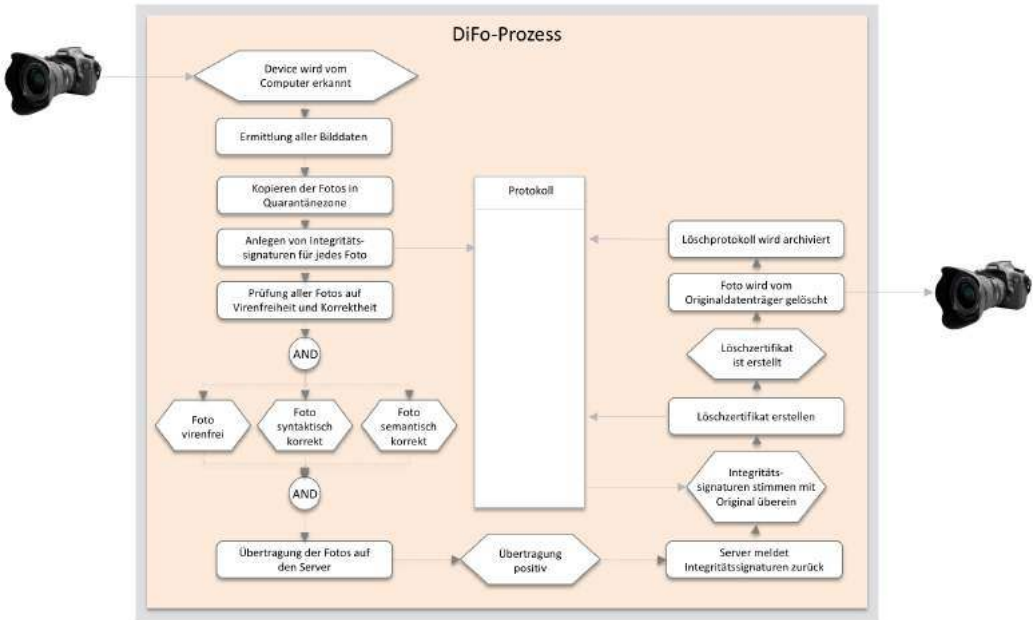 DiFo-Prozess
Device wird vom
Computer erkannt
Ermittlung aller Bilddaten
Kopieren der Fotos in
Quarantänezone
Anlegen von Integritäts-
signaturen für jedes Foto
Prüfung aller Fotos auf
Virenfreiheit und Korrektheit
AND
Foto
virenfrei
Foto
syntaktisch
korrekt
Foto
semantisch
korrekt
AND
Übertragung der Fotos auf
den Server
Übertragung
positiv
Server meldet
Integritätssignaturen zurück
Integritäts-
signaturen stimmen mit
Original überein
Löschzertifikat erstellen
Löschzertifikat
ist erstellt
Foto wird vom
Originaldatenträger gelöscht
Löschprotokoll wird archiviert
Protokoll